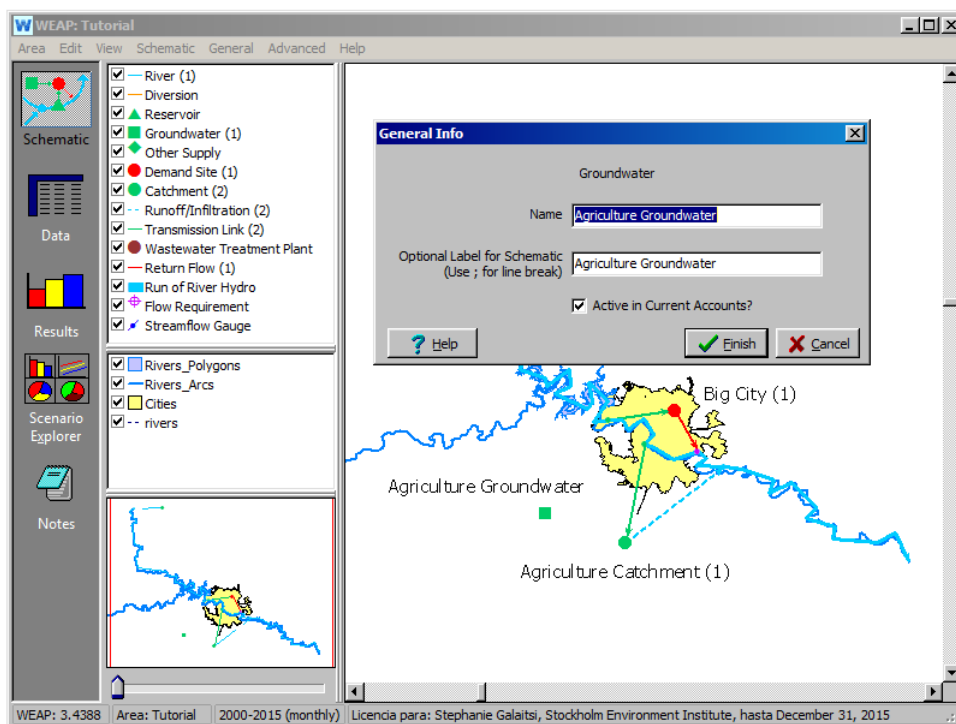 WEAP: Tutorial
Area Edit View Schematic General Advanced Help
Schematic
Data
Results
Scenario
Explorer
Notes
River (1)
Diversion
Reservoir
Groundwater (1)
Other Supply
Demand Site (1)
Catchment (2)
Runoff/Infiltration (2)
Transmission Link (2)
Wastewater Treatment Plant
Return Flow (1)
Run of River Hydro
Flow Requirement
Streamflow Gauge
Rivers_Polygons
Rivers_Arcs
Cities
rivers
General Info
Groundwater
Name Agriculture Groundwater
Optional Label for Schematic
(Use ; for line break) Agriculture Groundwater
Active in Current Accounts?
? Help Finish Cancel
Big City (1)
Agriculture Groundwater
Agriculture Catchment (1)
WEAP: 3.4388 Area: Tutorial 2000-2015 (monthly) Licencia para: Stephanie Galaitsi, Stockholm Environment Institute, hasta December 31, 2015